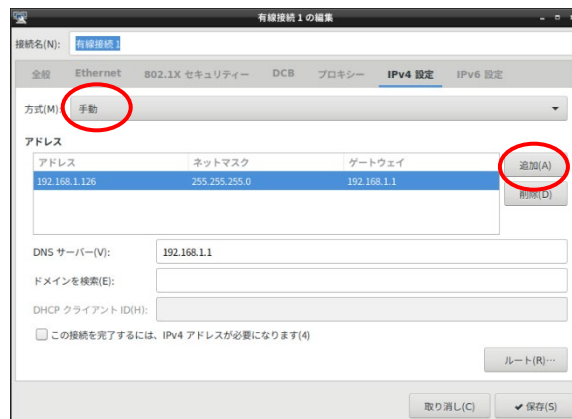 有線接続 1 の編集
接続名(N): 有線接続 1
全般 Ethernet 802.1X セキュリティー DCB プロキシー IPv4 設定 IPv6 設定
方式(M): 手動
アドレス
アドレス ネットマスク ゲートウェイ
追加(A)
192.168.1.126 255.255.255.0 192.168.1.1
削除(D)
DNS サーバー(V): 192.168.1.1
ドメインを検索(E):
DHCP クライアント ID(H):
この接続を完了するには、IPv4 アドレスが必要になります(4)
ルート(R)…
取り消し(C) 保存(S)